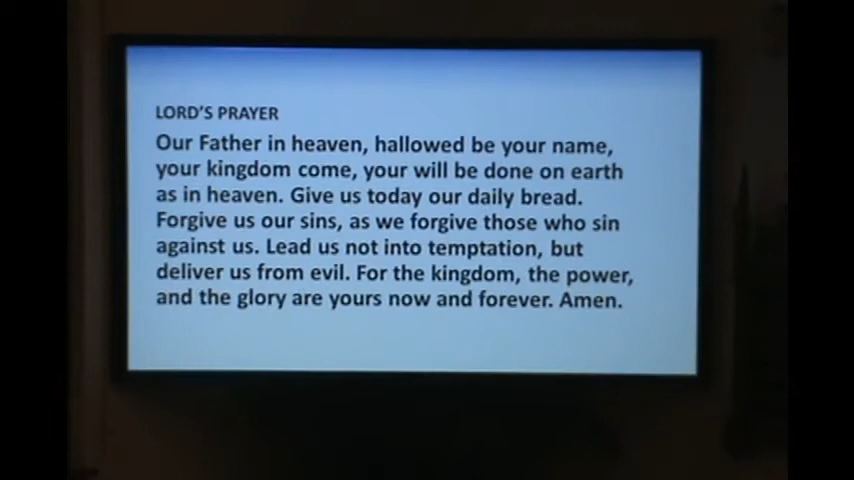 LORD'S PRAYER
Our Father in heaven, hallowed be your name,
your kingdom come, your will be done on earth
as in heaven. Give us today our daily bread.
Forgive us our sins, as we forgive those who sin
against us. Lead us not into temptation, but
deliver us from evil. For the kingdom, the power,
and the glory are yours now and forever. Amen.